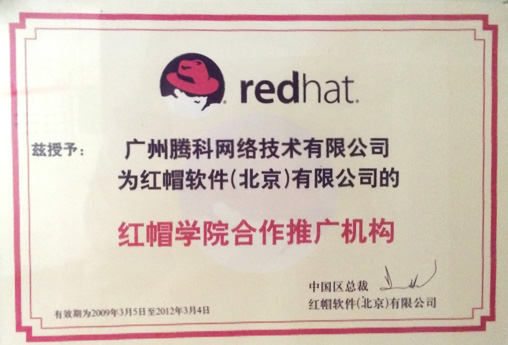 redhat.
兹授予：
广州腾科网络技术有限公司
为红帽软件(北京)有限公司的
红帽学院合作推广机构
中国区总裁
红帽软件(北京)有限公司
有效期为2009年3月5日至2012年3月4日